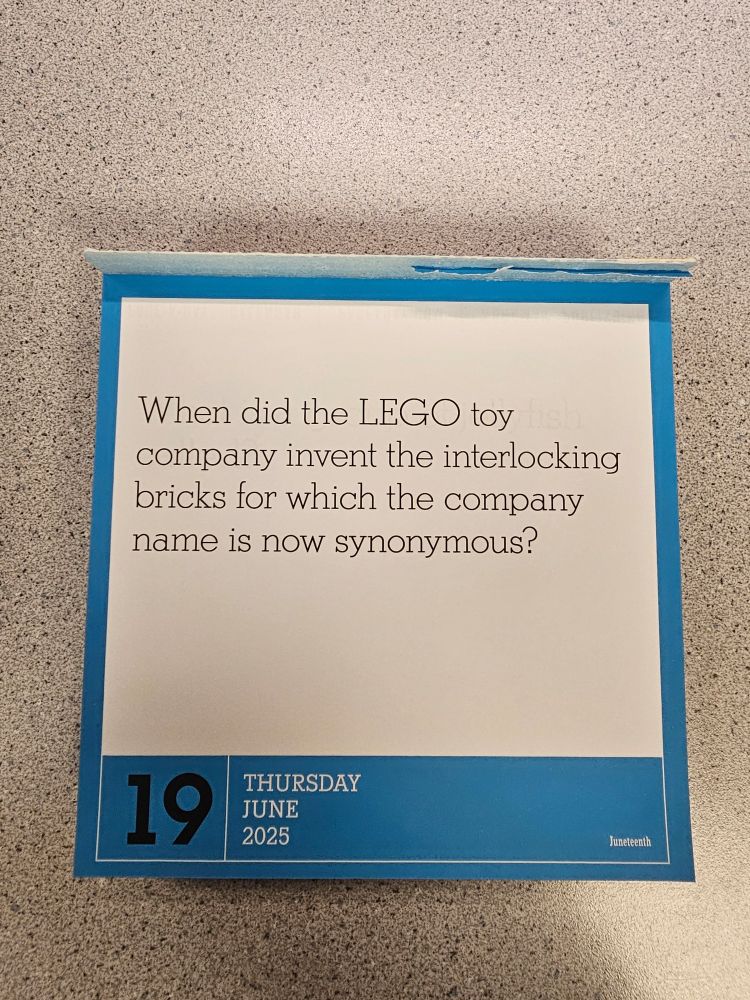 When did the LEGO toy
company invent the interlocking
bricks for which the company
name is now synonymous?
19
THURSDAY
JUNE
2025
Juneteenth